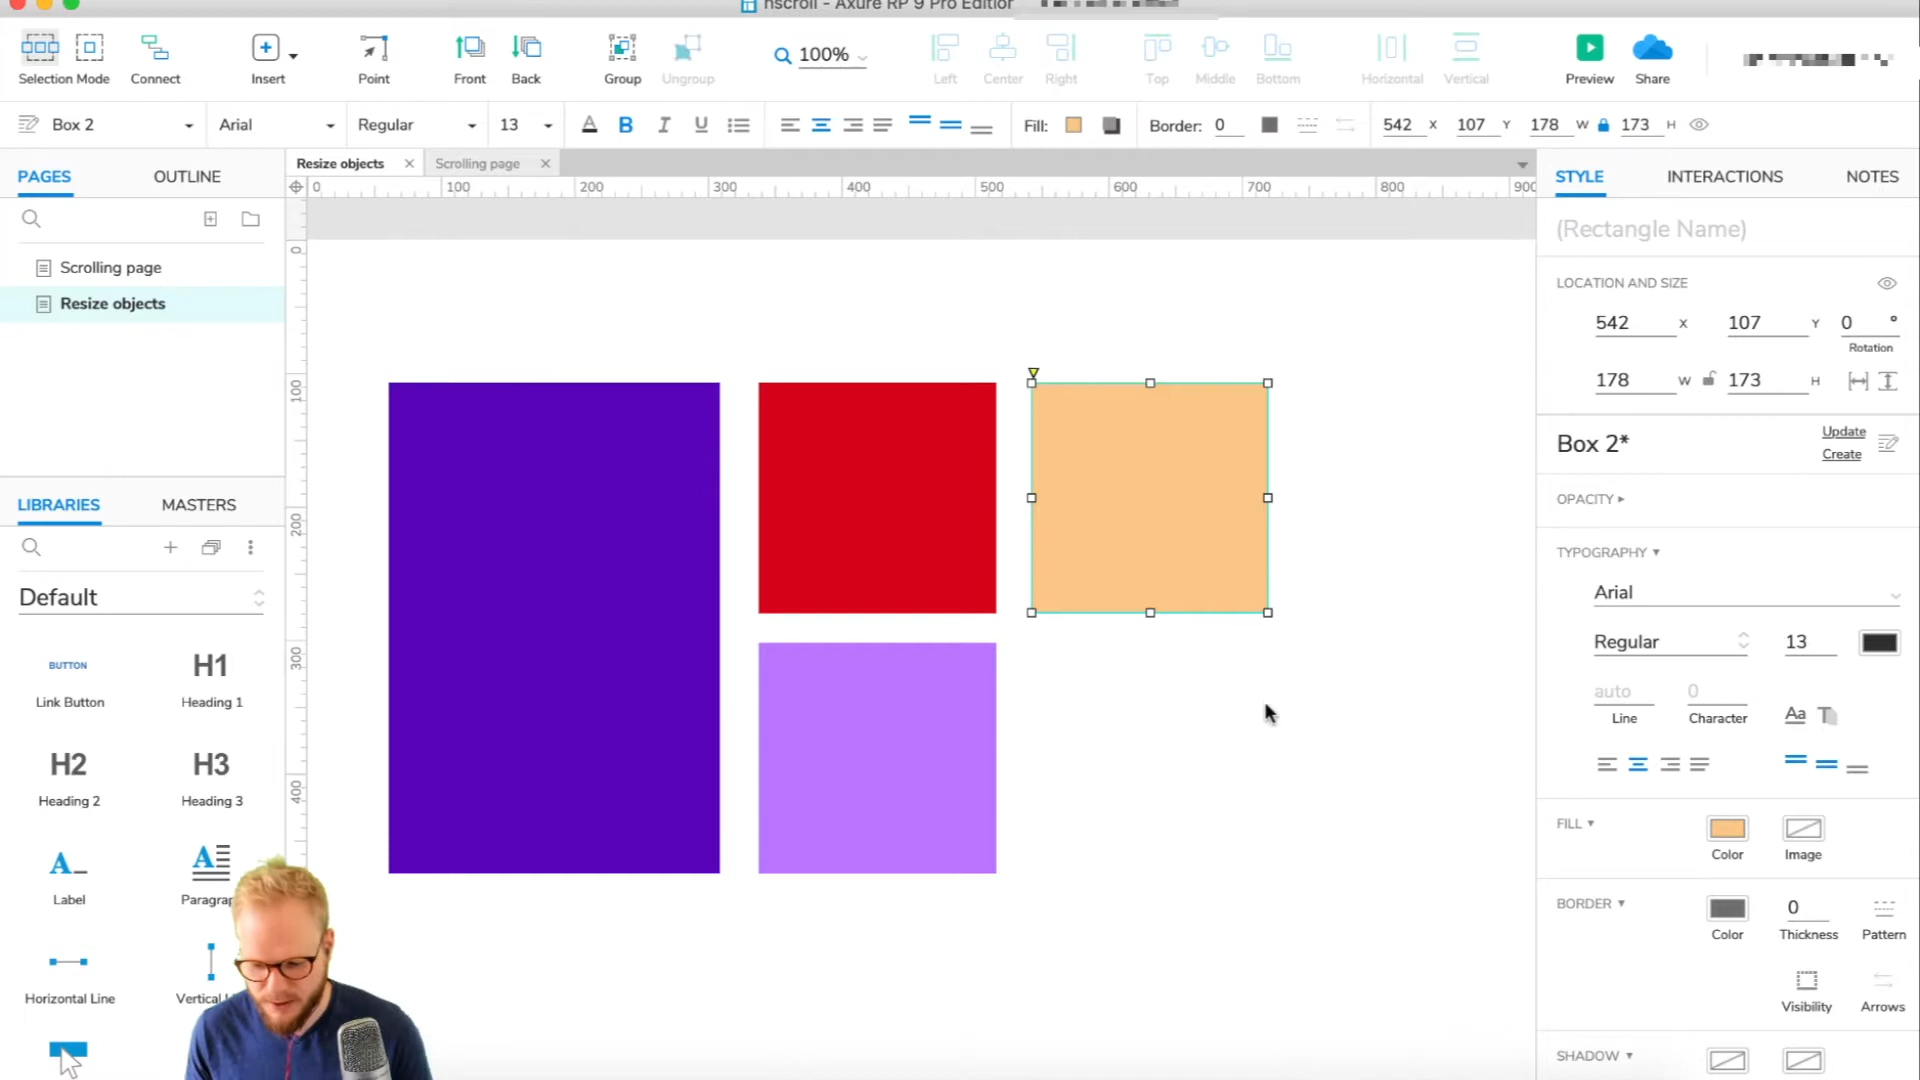 hscroll - Axure RP 9 Pro Edition
Selection Mode
Connect
Insert
Point
Front
Back
Group
Ungroup
100%
Left
Center
Right
Top
Middle
Bottom
Horizontal
Vertical
Preview
Share
Box 2
Arial
Regular
13
Fill:
Border: 0
542 X
107 Y
178 W
173 H
PAGES
OUTLINE
Resize objects
Scrolling page
0 100 200 300 400 500 600 700 800 900
STYLE
INTERACTIONS
NOTES
Scrolling page
Resize objects
(Rectangle Name)
LOCATION AND SIZE
542 X
107 Y
0 °
Rotation
178 W
173 H
Box 2*
Update
Create
OPACITY
TYPOGRAPHY
Arial
Regular
13
auto
0
Line
Character
Aa
FILL
Color
Image
BORDER
0
Color
Thickness
Pattern
Visibility
Arrows
SHADOW
0
100
200
300
400
LIBRARIES
MASTERS
Default
BUTTON
H1
Link Button
Heading 1
H2
H3
Heading 2
Heading 3
A
A
Label
Paragrap
Horizontal Line
Vertical